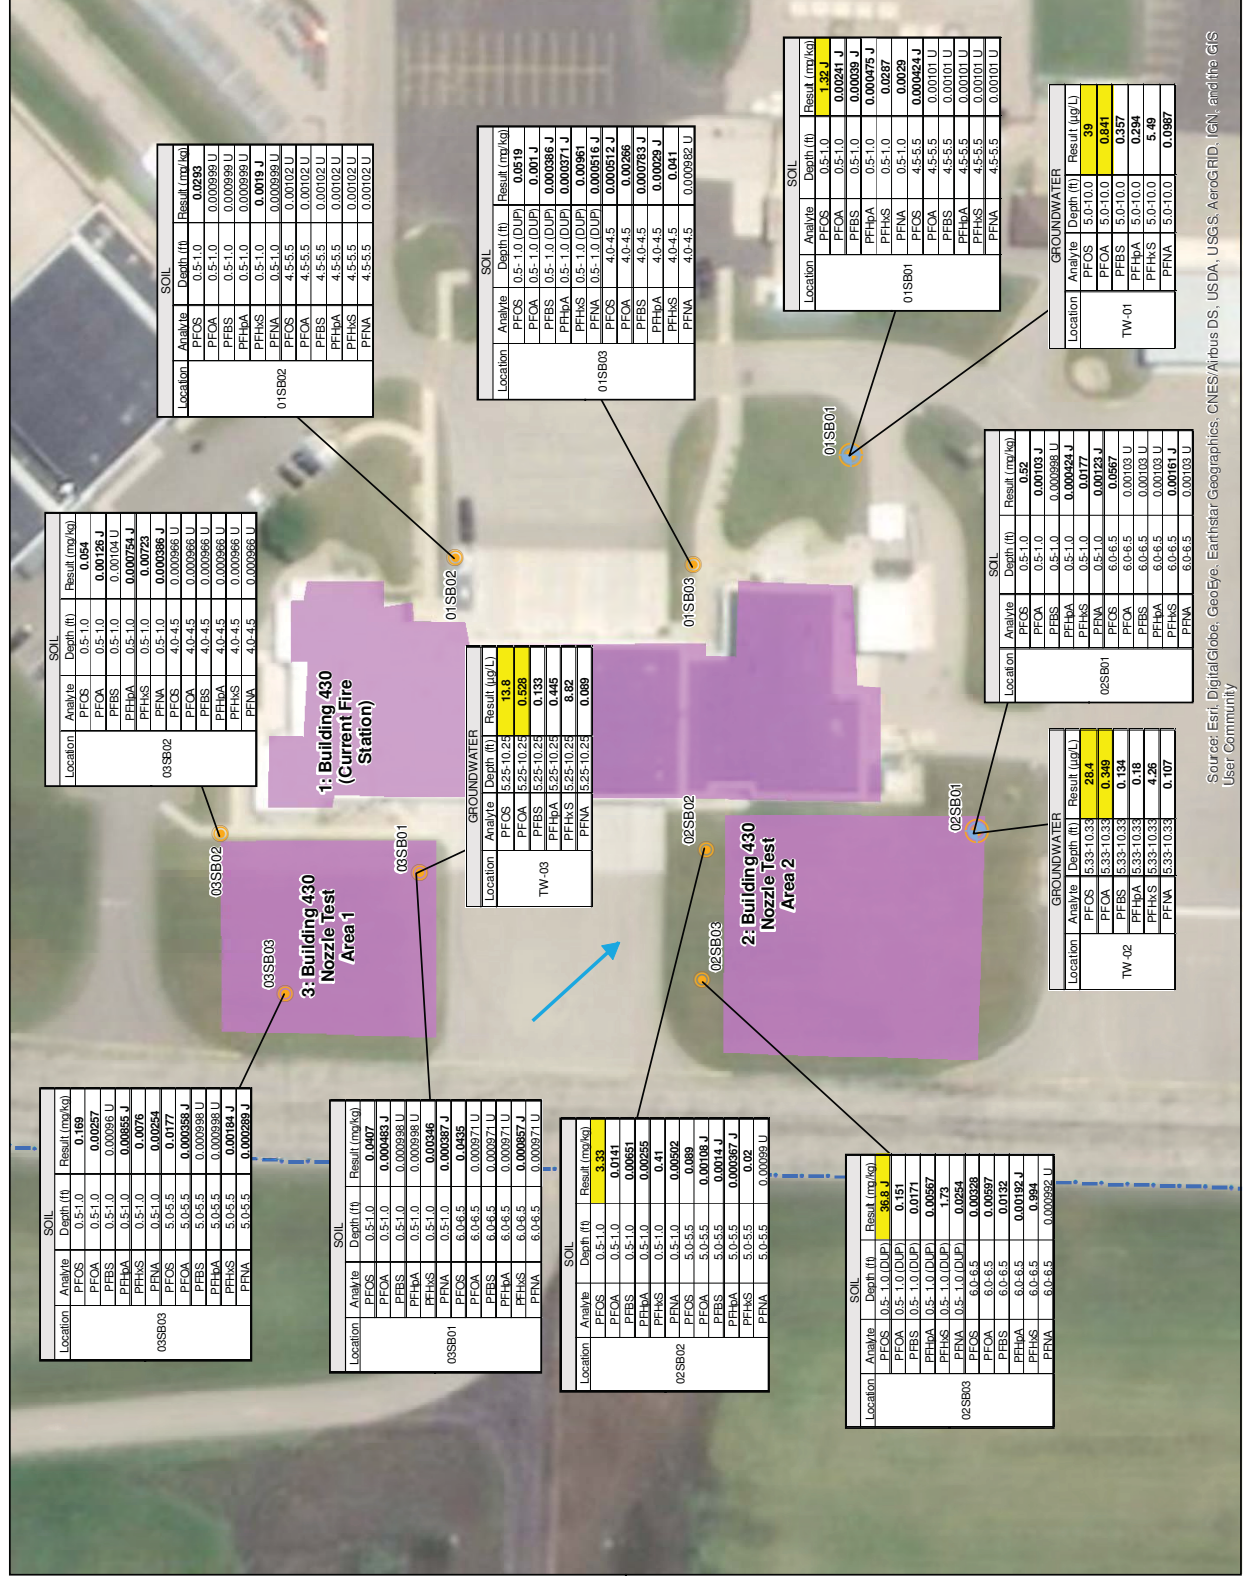 SOIL
Location Analyte Depth (ft) Result (mg/kg)
03SB03
PFOS 0.5-1.0 0.169
PFOA 0.5-1.0 0.00257
PFBS 0.5-1.0 0.00096 U
PFHpA 0.5-1.0 0.00855 J
PFHxS 0.5-1.0 0.0076
PFNA 0.5-1.0 0.00254
PFOS 5.0-5.5 0.0177
PFOA 5.0-5.5 0.000358 J
PFBS 5.0-5.5 0.000998 U
PFHpA 5.0-5.5 0.000998 U
PFHxS 5.0-5.5 0.00184 J
PFNA 5.0-5.5 0.000289 J
SOIL
Location Analyte Depth (ft) Result (mg/kg)
03SB02
PFOS 0.5-1.0 0.054
PFOA 0.5-1.0 0.00126 J
PFBS 0.5-1.0 0.00104 U
PFHpA 0.5-1.0 0.000754 J
PFHxS 0.5-1.0 0.00723
PFNA 0.5-1.0 0.000386 J
PFOS 4.0-4.5 0.000966 U
PFOA 4.0-4.5 0.000966 U
PFBS 4.0-4.5 0.000966 U
PFHpA 4.0-4.5 0.000966 U
PFHxS 4.0-4.5 0.000966 U
PFNA 4.0-4.5 0.000966 U
SOIL
Location Analyte Depth (ft) Result (mg/kg)
01SB02
PFOS 0.5-1.0 0.0293
PFOA 0.5-1.0 0.000999 U
PFBS 0.5-1.0 0.000999 U
PFHpA 0.5-1.0 0.000999 U
PFHxS 0.5-1.0 0.0019 J
PFNA 0.5-1.0 0.000999 U
PFOS 4.5-5.5 0.00102 U
PFOA 4.5-5.5 0.00102 U
PFBS 4.5-5.5 0.00102 U
PFHpA 4.5-5.5 0.00102 U
PFHxS 4.5-5.5 0.00102 U
PFNA 4.5-5.5 0.00102 U
03SB03
03SB02
3: Building 430
Nozzle Test
Area 1
1: Building 430
(Current Fire
Station)
03SB01
01SB02
SOIL
Location Analyte Depth (ft) Result (mg/kg)
03SB01
PFOS 0.5-1.0 0.0407
PFOA 0.5-1.0 0.000483 J
PFBS 0.5-1.0 0.000998 U
PFHpA 0.5-1.0 0.000998 U
PFHxS 0.5-1.0 0.00346
PFNA 0.5-1.0 0.000387 J
PFOS 6.0-6.5 0.0435
PFOA 6.0-6.5 0.000971 U
PFBS 6.0-6.5 0.000971 U
PFHpA 6.0-6.5 0.000971 U
PFHxS 6.0-6.5 0.000857 J
PFNA 6.0-6.5 0.000971 U
GROUNDWATER
Location Analyte Depth (ft) Result (µg/L)
TW-03
PFOS 5.25-10.25 13.8
PFOA 5.25-10.25 0.528
PFBS 5.25-10.25 0.133
PFHpA 5.25-10.25 0.445
PFHxS 5.25-10.25 8.82
PFNA 5.25-10.25 0.089
SOIL
Location Analyte Depth (ft) Result (mg/kg)
01SB03
PFOS 0.5- 1.0 (DUP) 0.0519
PFOA 0.5- 1.0 (DUP) 0.001 J
PFBS 0.5- 1.0 (DUP) 0.000386 J
PFHpA 0.5- 1.0 (DUP) 0.000371 J
PFHxS 0.5- 1.0 (DUP) 0.00961
PFNA 0.5- 1.0 (DUP) 0.000516 J
PFOS 4.0-4.5 0.000512 J
PFOA 4.0-4.5 0.00266
PFBS 4.0-4.5 0.000783 J
PFHpA 4.0-4.5 0.00029 J
PFHxS 4.0-4.5 0.041
PFNA 4.0-4.5 0.000982 U
SOIL
Location Analyte Depth (ft) Result (mg/kg)
02SB02
PFOS 0.5-1.0 3.33
PFOA 0.5-1.0 0.0141
PFBS 0.5-1.0 0.00651
PFHpA 0.5-1.0 0.00255
PFHxS 0.5-1.0 0.41
PFNA 0.5-1.0 0.00502
PFOS 5.0-5.5 0.089
PFOA 5.0-5.5 0.00108 J
PFBS 5.0-5.5 0.0014 J
PFHpA 5.0-5.5 0.000367 J
PFHxS 5.0-5.5 0.02
PFNA 5.0-5.5 0.00099 U
02SB03
02SB02
01SB03
2: Building 430
Nozzle Test
Area 2
01SB01
02SB01
SOIL
Location Analyte Depth (ft) Result (mg/kg)
01SB01
PFOS 0.5-1.0 1.32 J
PFOA 0.5-1.0 0.00241 J
PFBS 0.5-1.0 0.00039 J
PFHpA 0.5-1.0 0.000475 J
PFHxS 0.5-1.0 0.0287
PFNA 0.5-1.0 0.0029
PFOS 4.5-5.5 0.000424 J
PFOA 4.5-5.5 0.00101 U
PFBS 4.5-5.5 0.00101 U
PFHpA 4.5-5.5 0.00101 U
PFHxS 4.5-5.5 0.00101 U
PFNA 4.5-5.5 0.00101 U
SOIL
Location Analyte Depth (ft) Result (mg/kg)
02SB03
PFOS 0.5- 1.0 (DUP) 36.8 J
PFOA 0.5- 1.0 (DUP) 0.151
PFBS 0.5- 1.0 (DUP) 0.0171
PFHpA 0.5- 1.0 (DUP) 0.00567
PFHxS 0.5- 1.0 (DUP) 1.73
PFNA 0.5- 1.0 (DUP) 0.0254
PFOS 6.0-6.5 0.00328
PFOA 6.0-6.5 0.00597
PFBS 6.0-6.5 0.0132
PFHpA 6.0-6.5 0.00192 J
PFHxS 6.0-6.5 0.994
PFNA 6.0-6.5 0.000992 U
SOIL
Location Analyte Depth (ft) Result (mg/kg)
02SB01
PFOS 0.5-1.0 0.52
PFOA 0.5-1.0 0.00103 J
PFBS 0.5-1.0 0.000998 U
PFHpA 0.5-1.0 0.000424 J
PFHxS 0.5-1.0 0.0177
PFNA 0.5-1.0 0.00123 J
PFOS 6.0-6.5 0.0567
PFOA 6.0-6.5 0.00103 U
PFBS 6.0-6.5 0.00103 U
PFHpA 6.0-6.5 0.00103 U
PFHxS 6.0-6.5 0.00161 J
PFNA 6.0-6.5 0.00103 U
GROUNDWATER
Location Analyte Depth (ft) Result (µg/L)
TW -02
PFOS 5.33-10.33 28.4
PFOA 5.33-10.33 0.349
PFBS 5.33-10.33 0.134
PFHpA 5.33-10.33 0.18
PFHxS 5.33-10.33 4.26
PFNA 5.33-10.33 0.107
GROUNDWATER
Location Analyte Depth (ft) Result (µg/L)
TW-01
PFOS 5.0-10.0 39
PFOA 5.0-10.0 0.841
PFBS 5.0-10.0 0.357
PFHpA 5.0-10.0 0.294
PFHxS 5.0-10.0 5.49
PFNA 5.0-10.0 0.0987
Source: Esri, DigitalGlobe, GeoEye, Earthstar Geographics, CNES/Airbus DS, USDA, USGS, AeroGRID, IGN, and the GIS
User Community